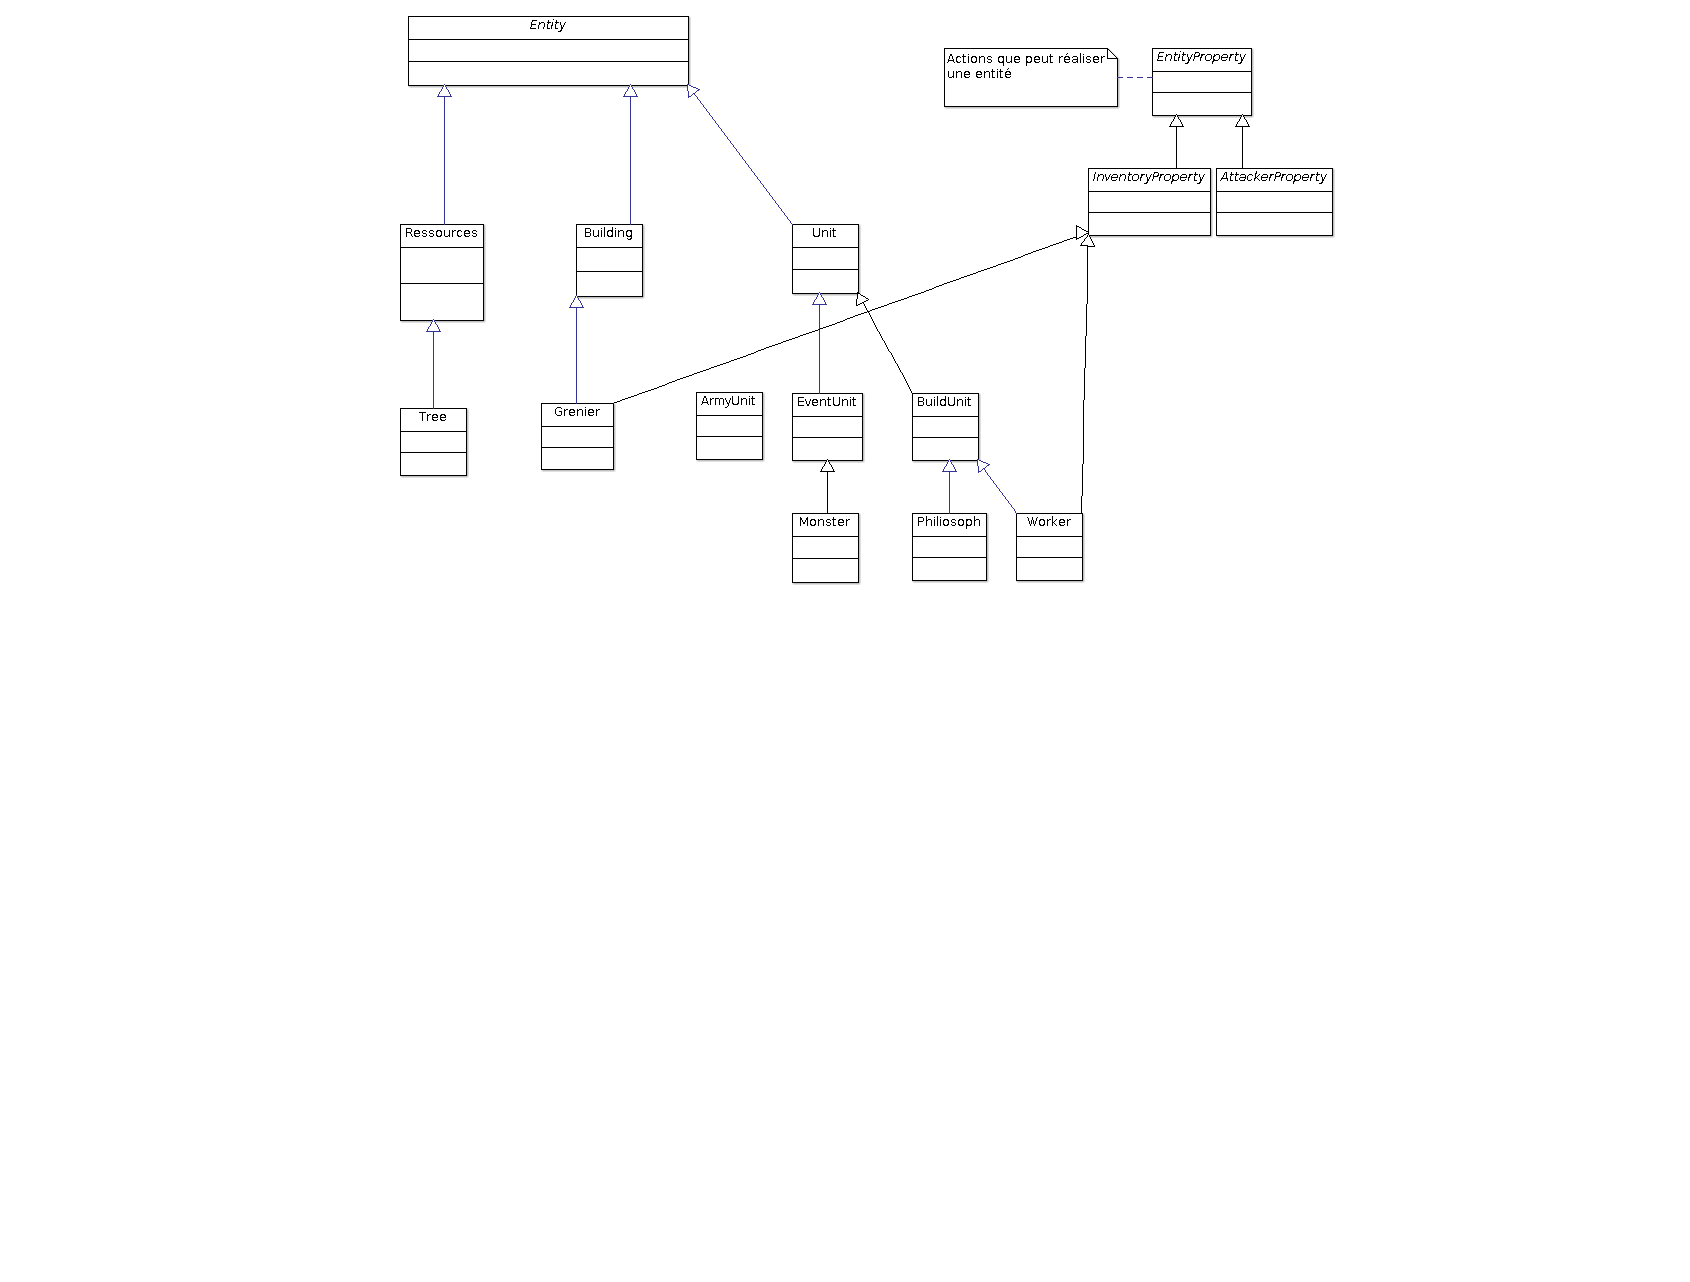 Entity
Actions que peut réaliser
une entité
EntityProperty
InventoryProperty
AttackerProperty
Ressources
Building
Unit
Tree
Grenier
ArmyUnit
EventUnit
BuildUnit
Monster
Philiosoph
Worker